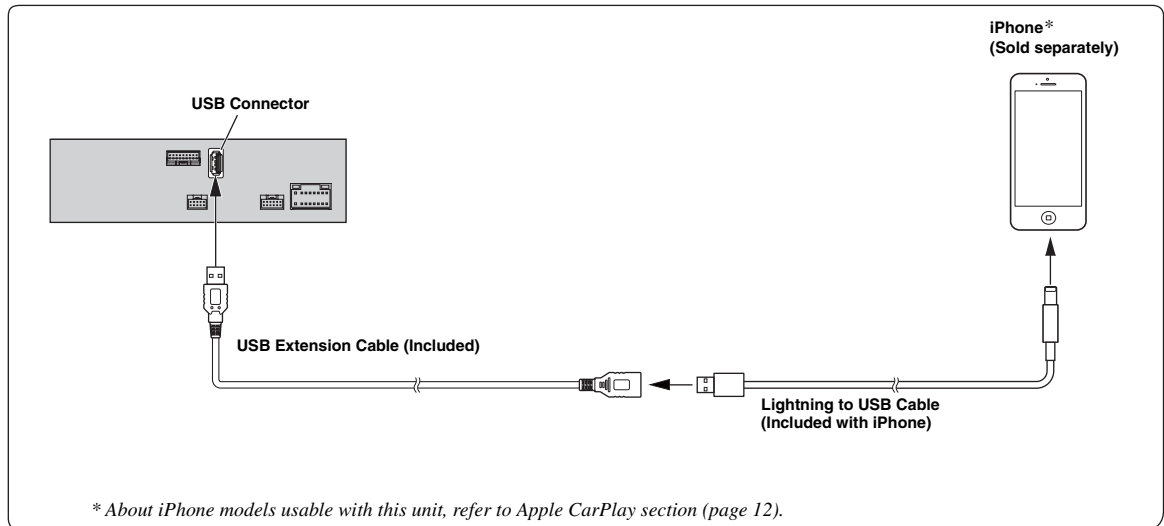 iPhone*
(Sold separately)
USB Connector
USB Extension Cable (Included)
Lightning to USB Cable
(Included with iPhone)
* About iPhone models usable with this unit, refer to Apple CarPlay section (page 12).